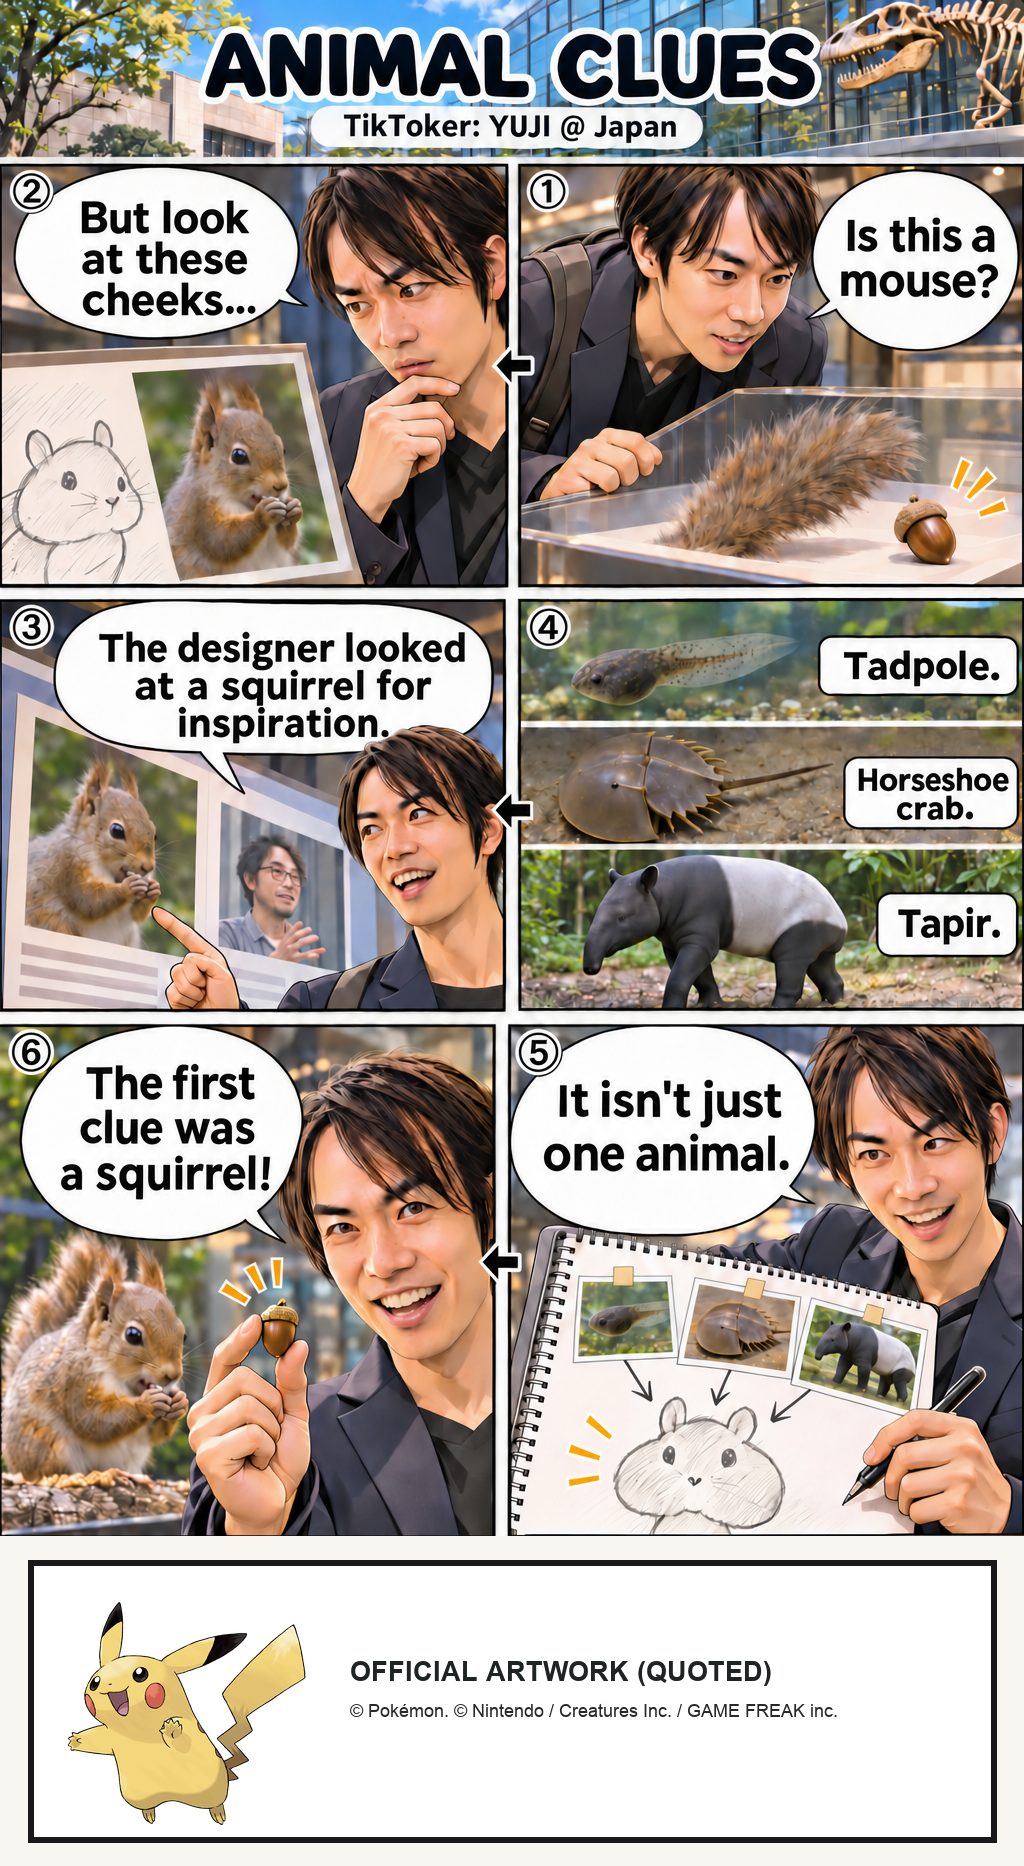 ANIMAL CLUES
TikToker: YUJI @ Japan
①
Is this a
mouse?
②
But look
at these
cheeks...
③
The designer looked
at a squirrel for
inspiration.
④
Tadpole.
Horseshoe
crab.
Tapir.
⑤
It isn't just
one animal.
⑥
The first
clue was
a squirrel!
OFFICIAL ARTWORK (QUOTED)
© Pokémon. © Nintendo / Creatures Inc. / GAME FREAK inc.